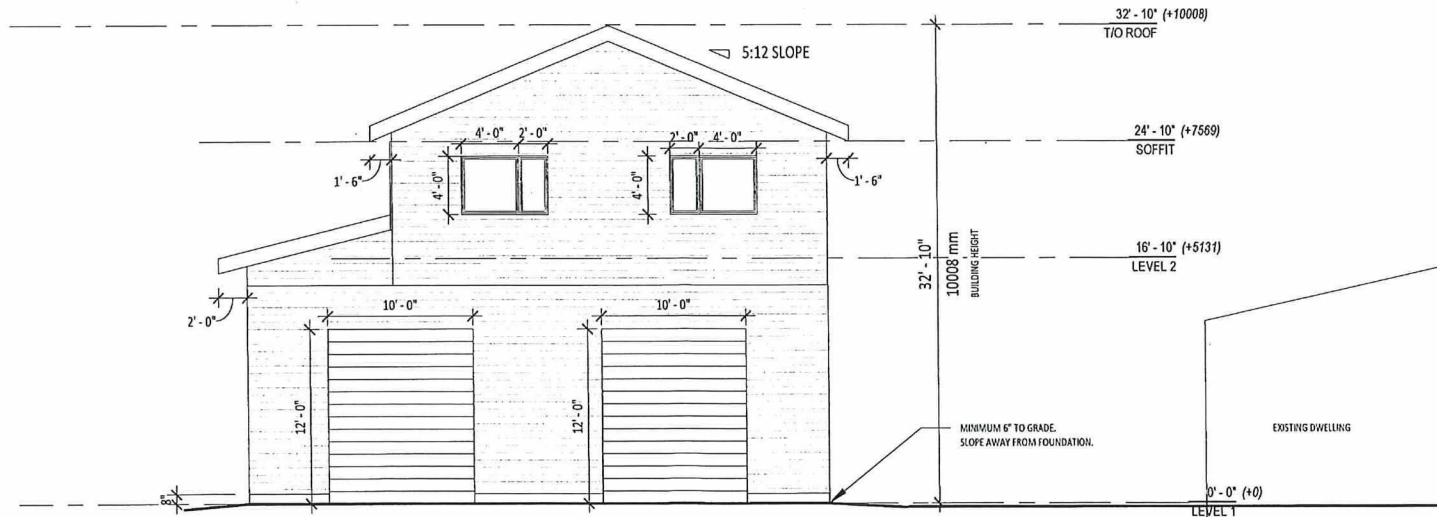 32' - 10" (+10008)
T/O ROOF
5:12 SLOPE
4' - 0"
2' - 0"
2' - 0"
4' - 0"
24' - 10" (+7569)
SOFFIT
1' - 6"
4' - 0"
4' - 0"
1' - 6"
16' - 10" (+5131)
LEVEL 2
32' - 10"
10008 mm
BUILDING HEIGHT
2' - 0"
10' - 0"
10' - 0"
12' - 0"
12' - 0"
MINIMUM 6" TO GRADE.
SLOPE AWAY FROM FOUNDATION.
EXISTING DWELLING
8"
0' - 0" (+0)
LEVEL 1